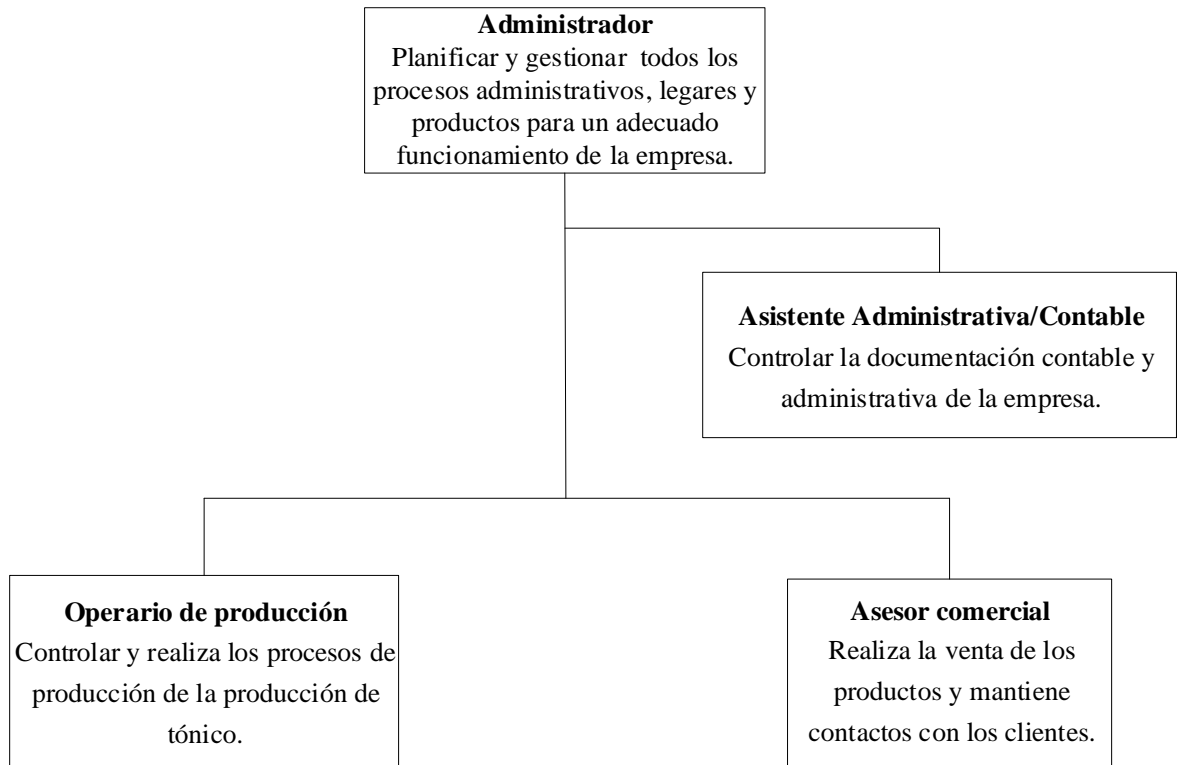 Administrador
Planificar y gestionar  todos los
procesos administrativos, legares y
productos para un adecuado
funcionamiento de la empresa.
Asistente Administrativa/Contable
Controlar la documentación contable y
administrativa de la empresa.
Operario de producción
Controlar y realiza los procesos de
producción de la producción de
tónico.
Asesor comercial
Realiza la venta de los
productos y mantiene
contactos con los clientes.